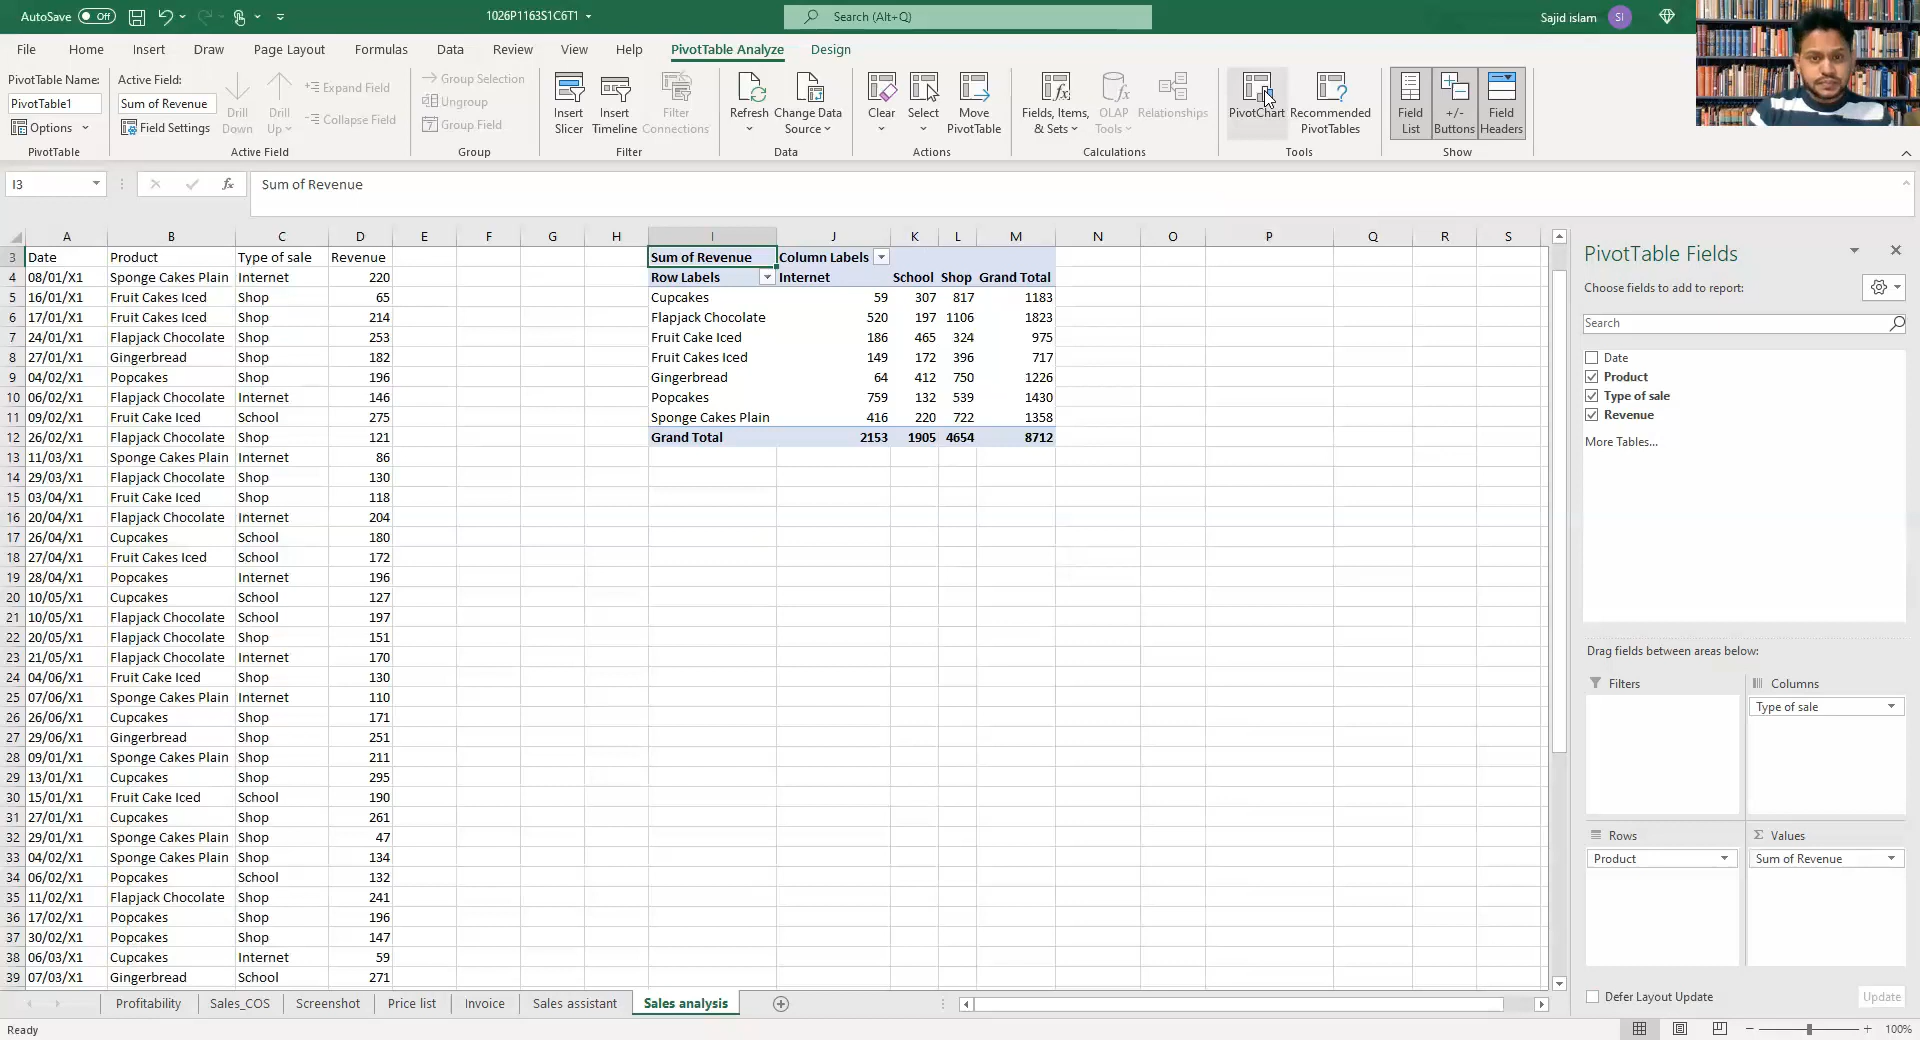 AutoSave Off 1026P1163S1C6T1 Search (Alt+Q) Sajid islam SI
File Home Insert Draw Page Layout Formulas Data Review View Help PivotTable Analyze Design
PivotTable Name: Active Field:
PivotTable1 Sum of Revenue
Options Field Settings
Drill Down Drill Up Expand Field Collapse Field
Group Selection
Ungroup
Group Field
Insert Slicer Insert Timeline Filter Connections
Refresh Change Data Source
Clear Select Move PivotTable
Fields, Items, & Sets OLAP Tools Relationships
PivotChart Recommended PivotTables
Field List +/- Buttons Field Headers
PivotTable Active Field Group Filter Data Actions Calculations Tools Show
I3 fx Sum of Revenue
A B C D E F G H I J K L M N O P Q R S
3 Date Product Type of sale Revenue Sum of Revenue Column Labels
4 08/01/X1 Sponge Cakes Plain Internet 220 Row Labels Internet School Shop Grand Total
5 16/01/X1 Fruit Cakes Iced Shop 65 Cupcakes 59 307 817 1183
6 17/01/X1 Fruit Cakes Iced Shop 214 Flapjack Chocolate 520 197 1106 1823
7 24/01/X1 Flapjack Chocolate Shop 253 Fruit Cake Iced 186 465 324 975
8 27/01/X1 Gingerbread Shop 182 Fruit Cakes Iced 149 172 396 717
9 04/02/X1 Popcakes Shop 196 Gingerbread 64 412 750 1226
10 06/02/X1 Flapjack Chocolate Internet 146 Popcakes 759 132 539 1430
11 09/02/X1 Fruit Cake Iced School 275 Sponge Cakes Plain 416 220 722 1358
12 26/02/X1 Flapjack Chocolate Shop 121 Grand Total 2153 1905 4654 8712
13 11/03/X1 Sponge Cakes Plain Internet 86
14 29/03/X1 Flapjack Chocolate Shop 130
15 03/04/X1 Fruit Cake Iced Shop 118
16 20/04/X1 Flapjack Chocolate Internet 204
17 26/04/X1 Cupcakes School 180
18 27/04/X1 Fruit Cakes Iced School 172
19 28/04/X1 Popcakes Internet 196
20 10/05/X1 Cupcakes School 127
21 10/05/X1 Flapjack Chocolate School 197
22 20/05/X1 Flapjack Chocolate Shop 151
23 21/05/X1 Flapjack Chocolate Internet 170
24 04/06/X1 Fruit Cake Iced Shop 130
25 07/06/X1 Sponge Cakes Plain Internet 110
26 26/06/X1 Cupcakes Shop 171
27 29/06/X1 Gingerbread Shop 251
28 09/01/X1 Sponge Cakes Plain Shop 211
29 13/01/X1 Cupcakes Shop 295
30 15/01/X1 Fruit Cake Iced School 190
31 27/01/X1 Cupcakes Shop 261
32 29/01/X1 Sponge Cakes Plain Shop 47
33 04/02/X1 Sponge Cakes Plain Shop 134
34 06/02/X1 Popcakes School 132
35 11/02/X1 Flapjack Chocolate Shop 241
36 17/02/X1 Popcakes Shop 196
37 30/02/X1 Popcakes Shop 147
38 06/03/X1 Cupcakes Internet 59
39 07/03/X1 Gingerbread School 271
PivotTable Fields
Choose fields to add to report:
Search
Date
Product
Type of sale
Revenue
More Tables...
Drag fields between areas below:
Filters Columns
Type of sale
Rows Σ Values
Product Sum of Revenue
Defer Layout Update Update
Profitability Sales_COS Screenshot Price list Invoice Sales assistant Sales analysis
Ready 100%